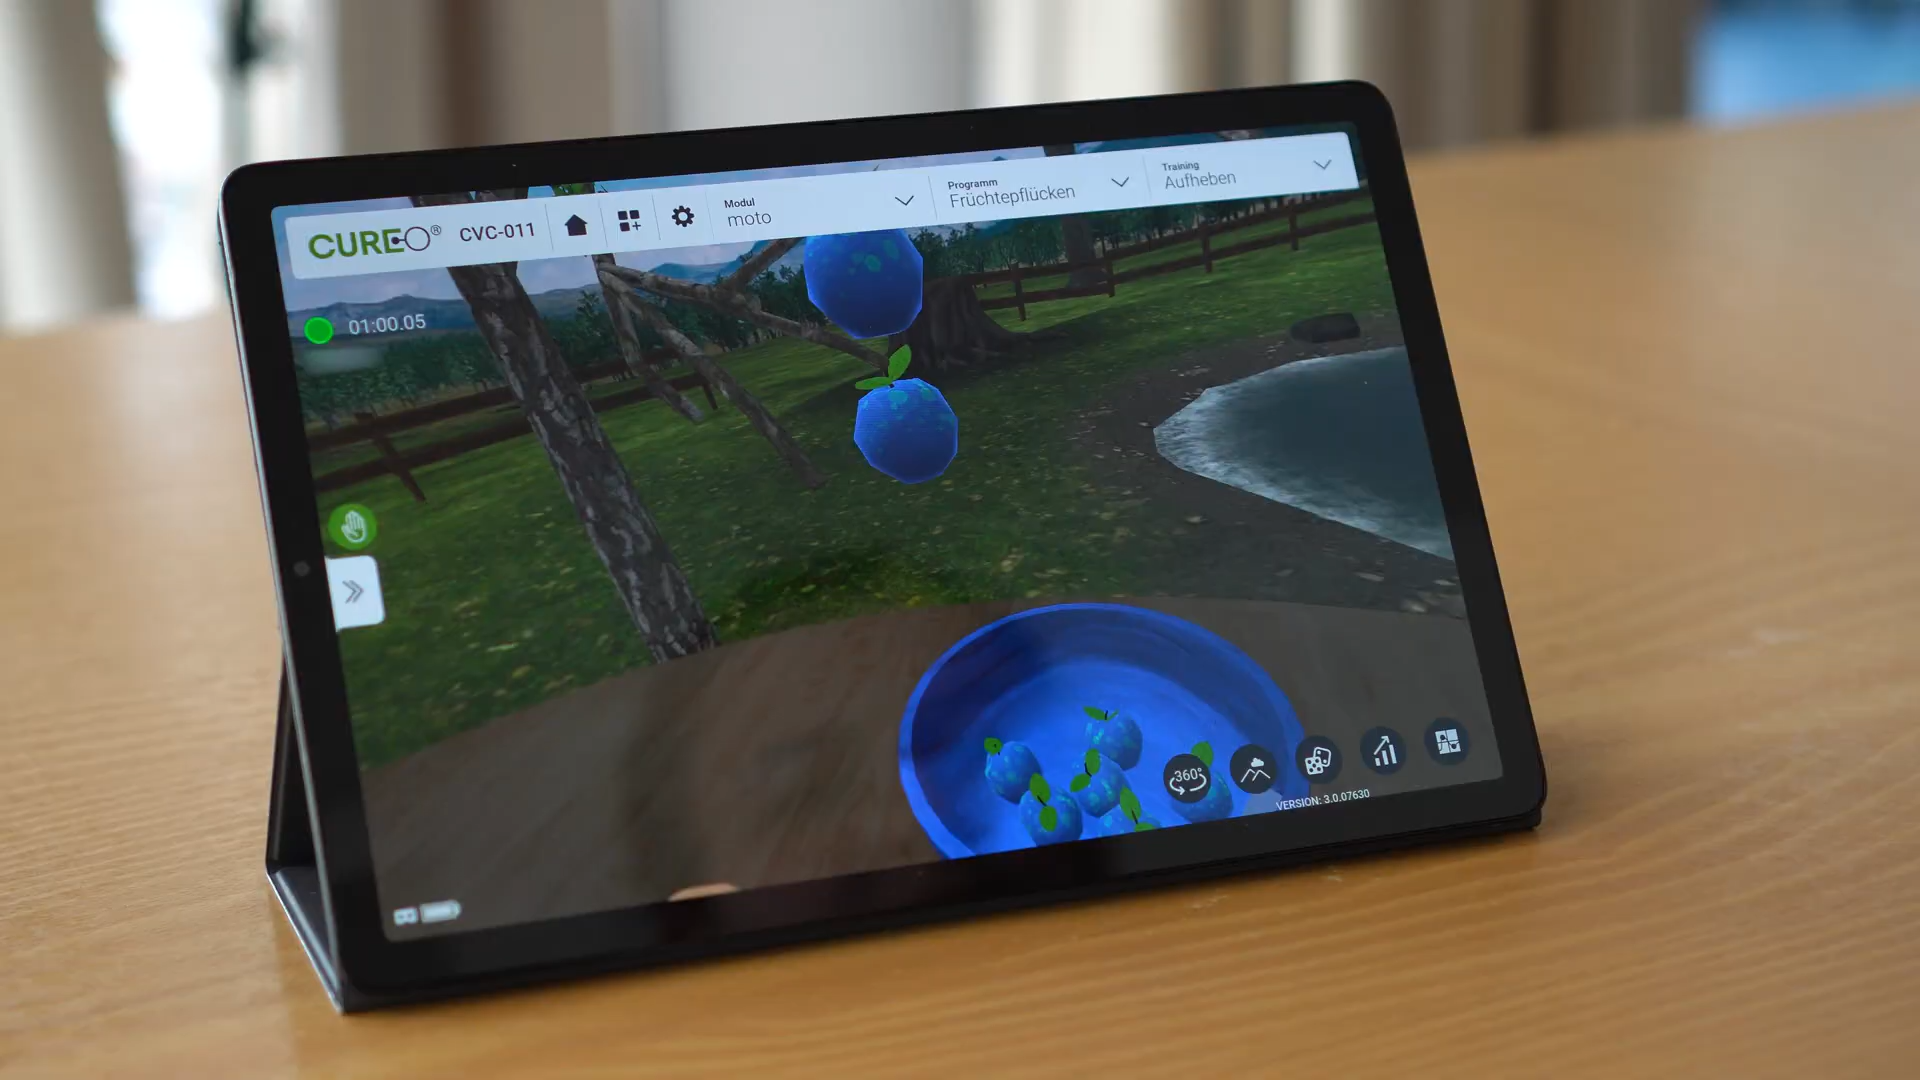 CUREO® CVC-011
Modul
moto
Programm
Früchtepflücken
Training
Aufheben
01:00.05
360°
VERSION: 3.0.07630